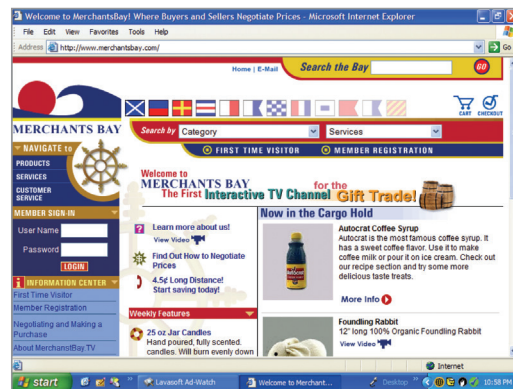 Welcome to MerchantsBay! Where Buyers and Sellers Negotiate Prices - Microsoft Internet Explorer
File Edit View Favorites Tools Help
Address http://www.merchantsbay.com/ Go
Home | E-Mail Search the Bay GO
CART CHECKOUT
MERCHANTS BAY
Search by Category Services
FIRST TIME VISITOR MEMBER REGISTRATION
NAVIGATE to
PRODUCTS
SERVICES
CUSTOMER
SERVICE
Welcome to
MERCHANTS BAY for the
The First Interactive TV Channel Gift Trade!
MEMBER SIGN-IN
User Name
Password
LOGIN
INFORMATION CENTER
First Time Visitor
Member Registration
Negotiating and Making a
Purchase
About MerchantsBay.TV
Learn more about us!
View Video
Find Out How to Negotiate
Prices
4.5¢ Long Distance!
Start saving today!
Weekly Features
25 oz Jar Candles
Hand poured, fully scented.
candles. Will burn evenly down
Now in the Cargo Hold
Autocrat Coffee Syrup
Autocrat is the most famous coffee syrup. It
has a sweet coffee flavor. Use it to make
coffee milk or pour it on ice cream. Check out
our recipe section and try some more
delicious taste treats.
More Info
Foundling Rabbit
12" long 100% Organic Foundling Rabbit
View Video
Internet
start Lavasoft Ad-Watch Welcome to Merchant... Desktop 10:58 PM